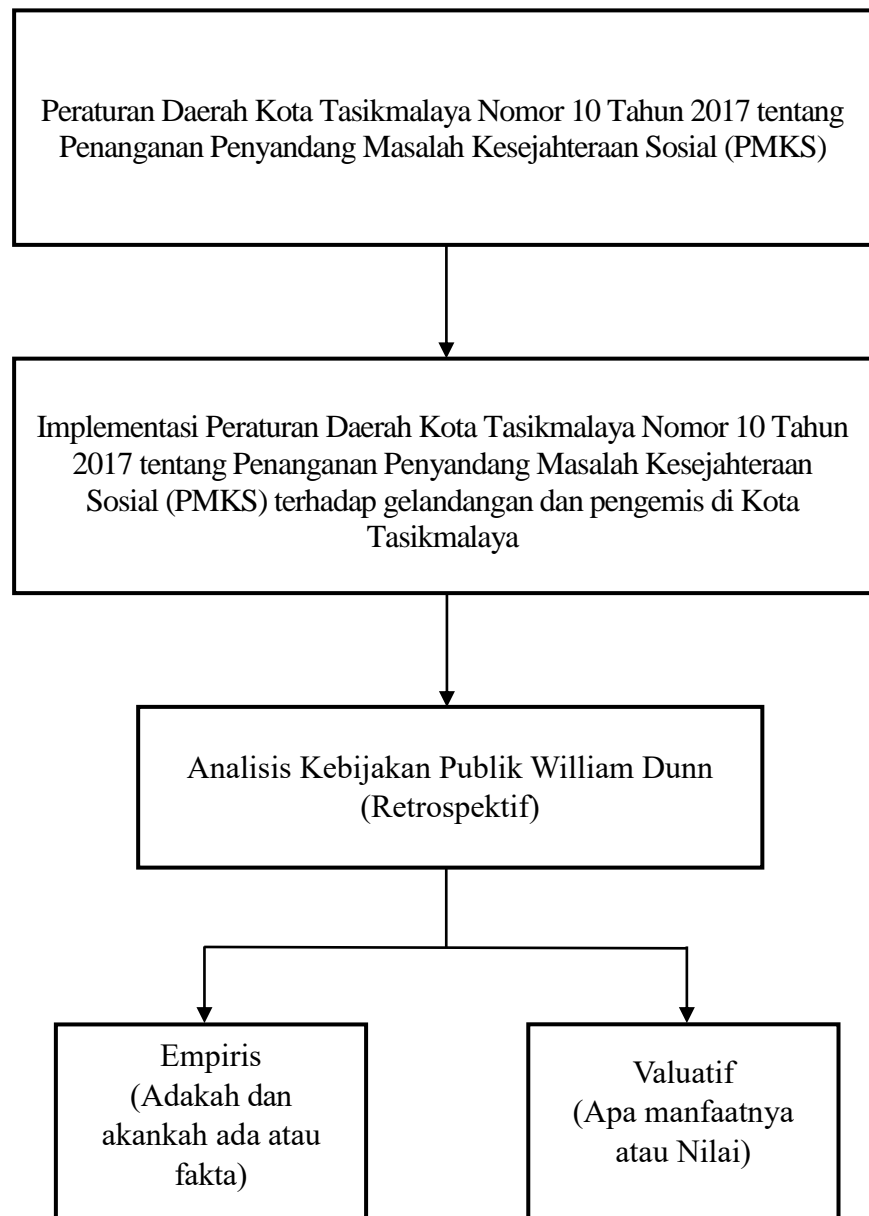 Peraturan Daerah Kota Tasikmalaya Nomor 10 Tahun 2017 tentang
Penanganan Penyandang Masalah Kesejahteraan Sosial (PMKS)
Implementasi Peraturan Daerah Kota Tasikmalaya Nomor 10 Tahun
2017 tentang Penanganan Penyandang Masalah Kesejahteraan
Sosial (PMKS) terhadap gelandangan dan pengemis di Kota
Tasikmalaya
Analisis Kebijakan Publik William Dunn
(Retrospektif)
Empiris
(Adakah dan
akankah ada atau
fakta)
Valuatif
(Apa manfaatnya
atau Nilai)